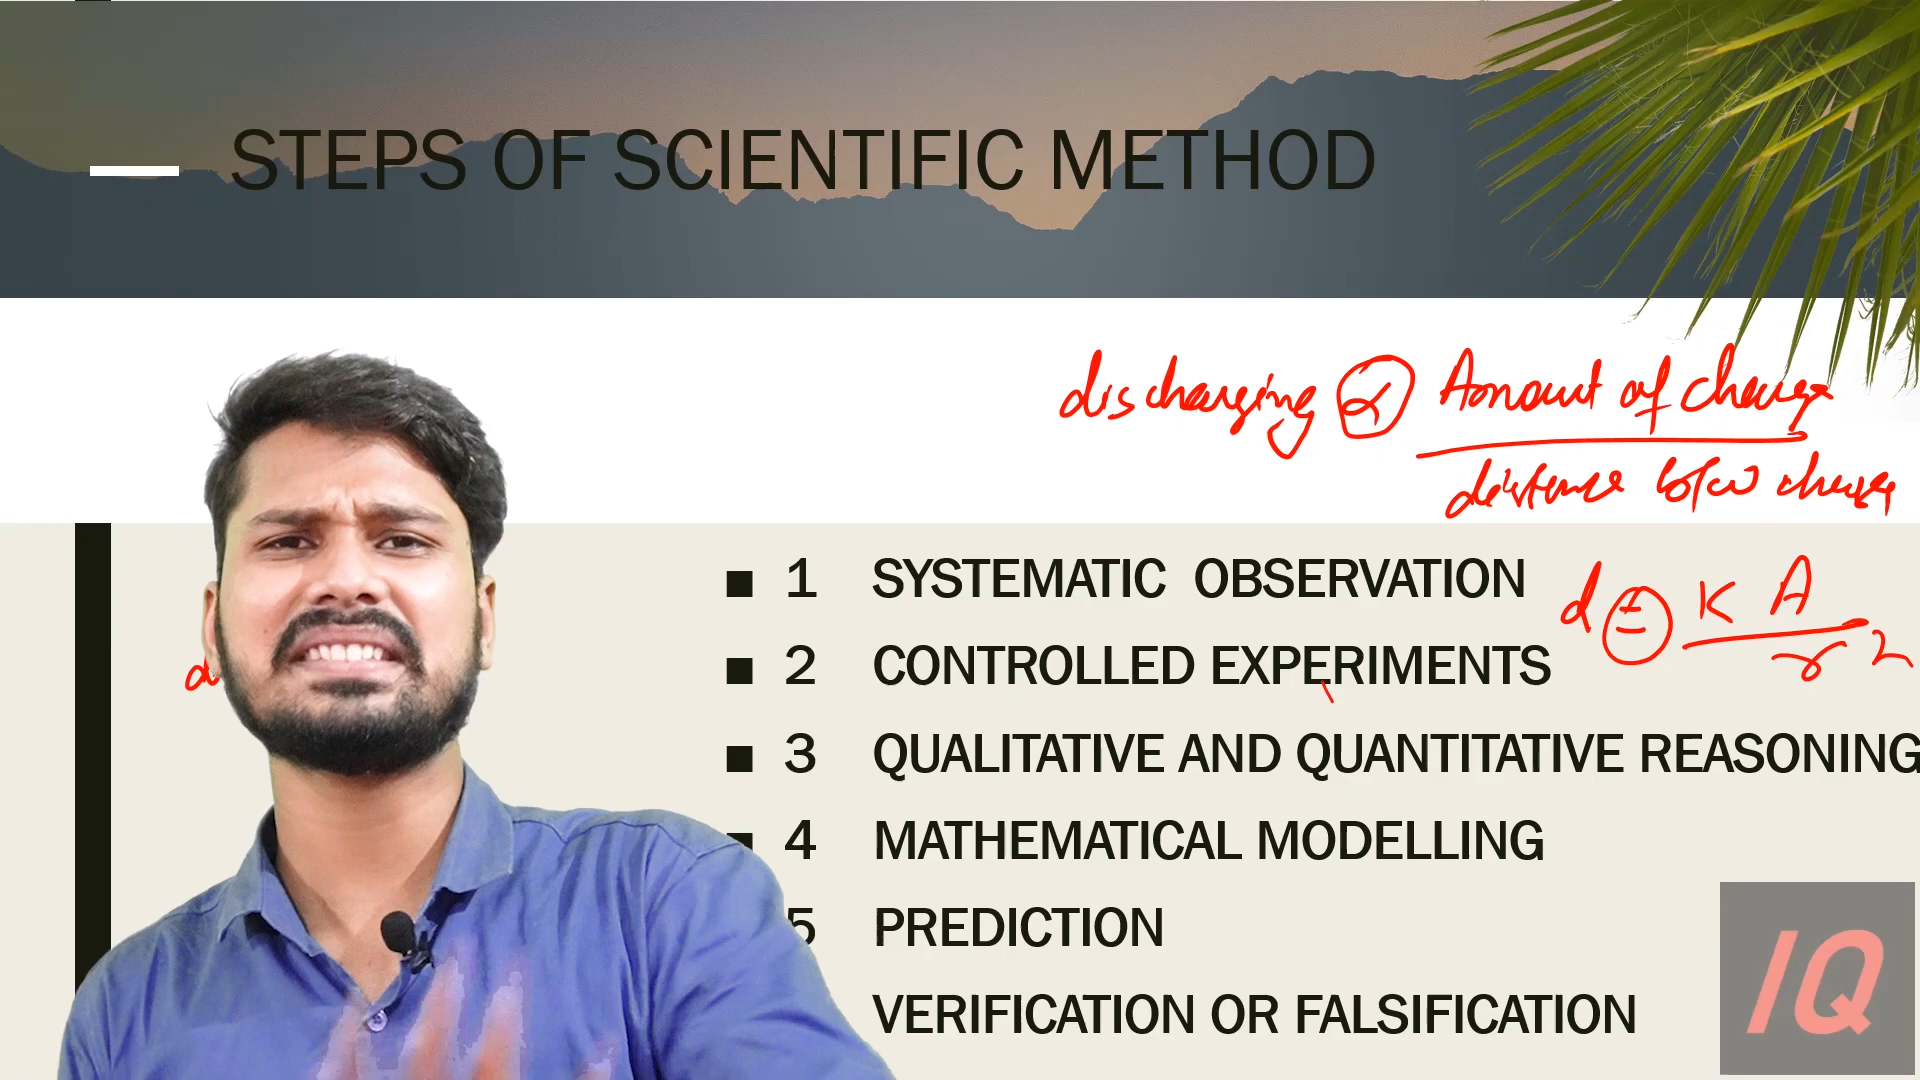 STEPS OF SCIENTIFIC METHOD
discharging α Amount of charge
distance b/w charge
1 SYSTEMATIC OBSERVATION
d = K A
r 2
2 CONTROLLED EXPERIMENTS
3 QUALITATIVE AND QUANTITATIVE REASONING
4 MATHEMATICAL MODELLING
5 PREDICTION
VERIFICATION OR FALSIFICATION
IQ